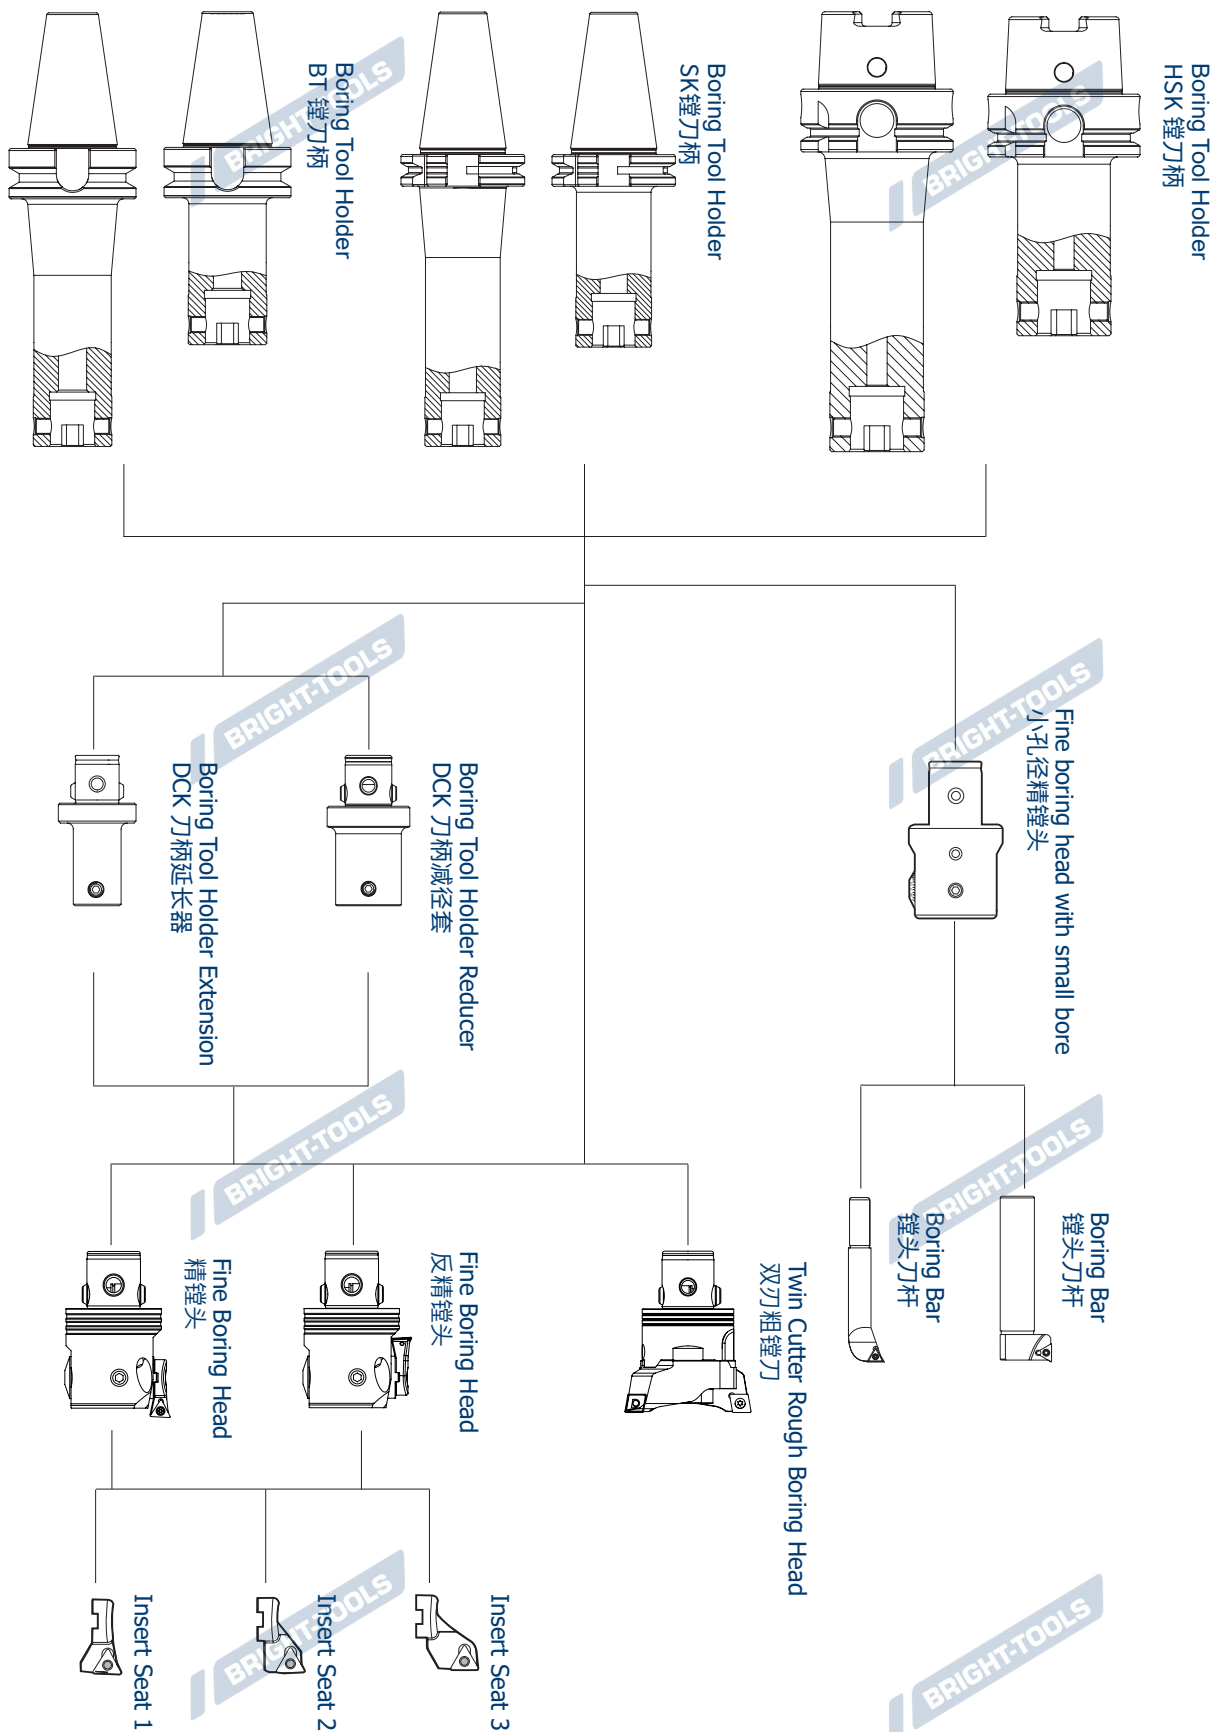 Boring Tool Holder
BT 镗刀柄
Boring Tool Holder
SK镗刀柄
Boring Tool Holder
HSK 镗刀柄
Boring Tool Holder Extension
DCK 刀柄延长器
Boring Tool Holder Reducer
DCK 刀柄减径套
Fine boring head with small bore
小孔径精镗头
Boring Bar
镗头刀杆
Boring Bar
镗头刀杆
Fine Boring Head
精镗头
Fine Boring Head
反精镗头
Twin Cutter Rough Boring Head
双刃粗镗刀
Insert Seat 1
Insert Seat 2
Insert Seat 3
BRIGHT-TOOLS
BRIGHT-TOOLS
BRIGHT-TOOLS
BRIGHT-TOOLS
BRIGHT-TOOLS
BRIGHT-TOOLS
BRIGHT-TOOLS
BRIGHT-TOOLS